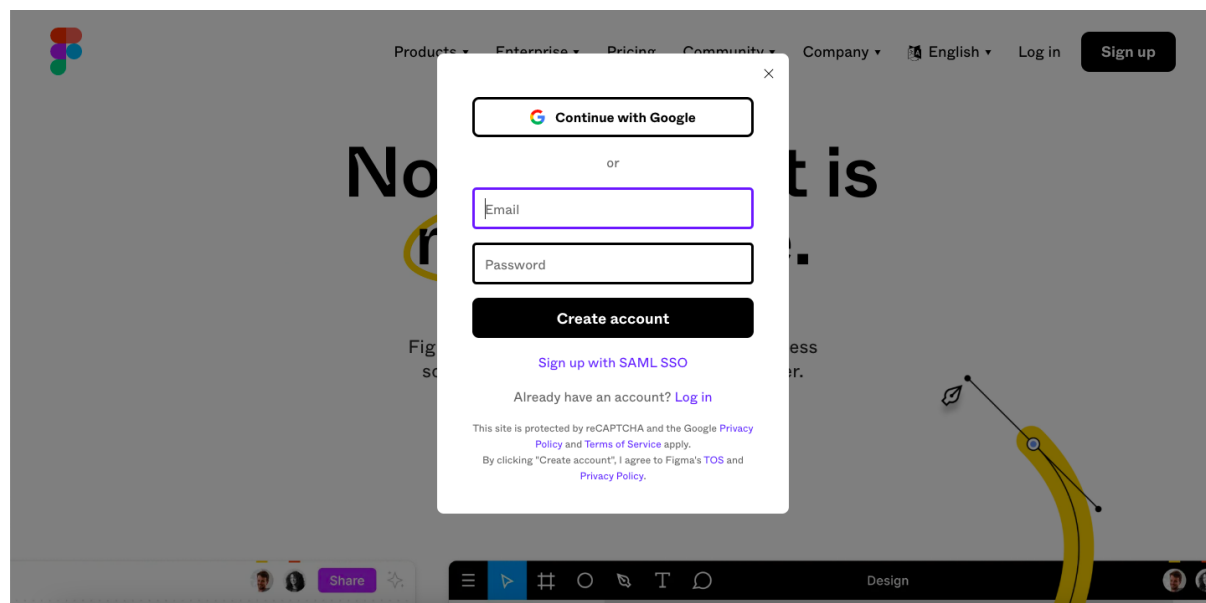 Products Enterprise Pricing Community Company English Log in Sign up
Continue with Google
or
No t is
Email
Password
Create account
Fig ess
Sign up with SAML SSO
so er.
Already have an account? Log in
This site is protected by reCAPTCHA and the Google Privacy
Policy and Terms of Service apply.
By clicking "Create account", I agree to Figma's TOS and
Privacy Policy.
Share
T
Design